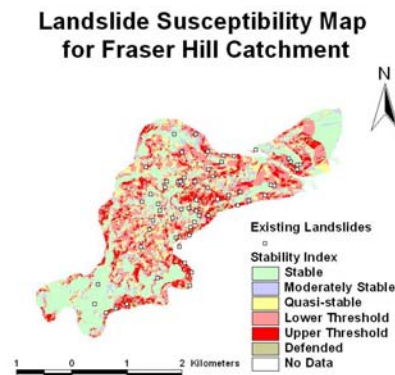 Landslide Susceptibility Map
for Fraser Hill Catchment
N
Existing Landslides
Stability Index
Stable
Moderately Stable
Quasi-stable
Lower Threshold
Upper Threshold
Defended
No Data
1 0 1 2 Kilometers